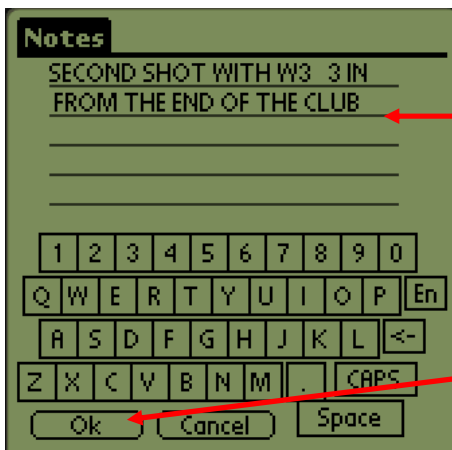 Notes
SECOND SHOT WITH W3 3 IN
FROM THE END OF THE CLUB
1 2 3 4 5 6 7 8 9 0
Q W E R T Y U I O P En
A S D F G H J K L <-
Z X C V B N M . CAPS
Ok Cancel Space